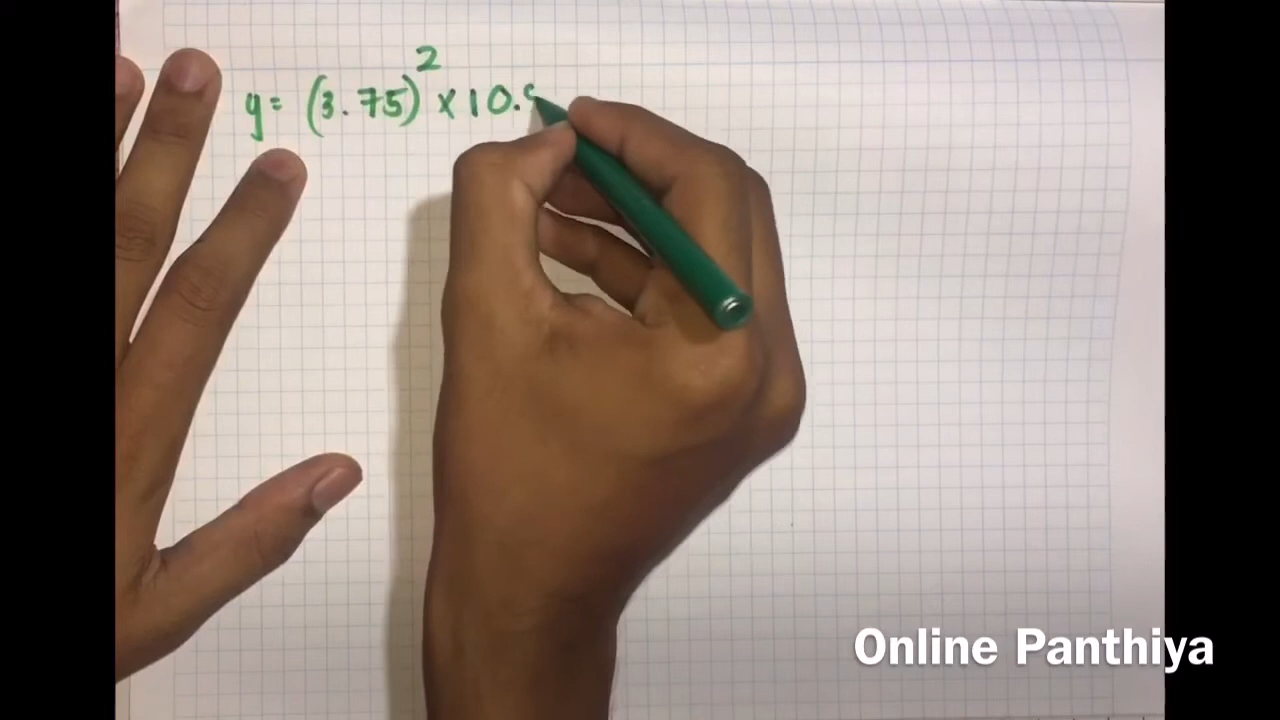 y = (3.75)² × 10.
Online Panthiya